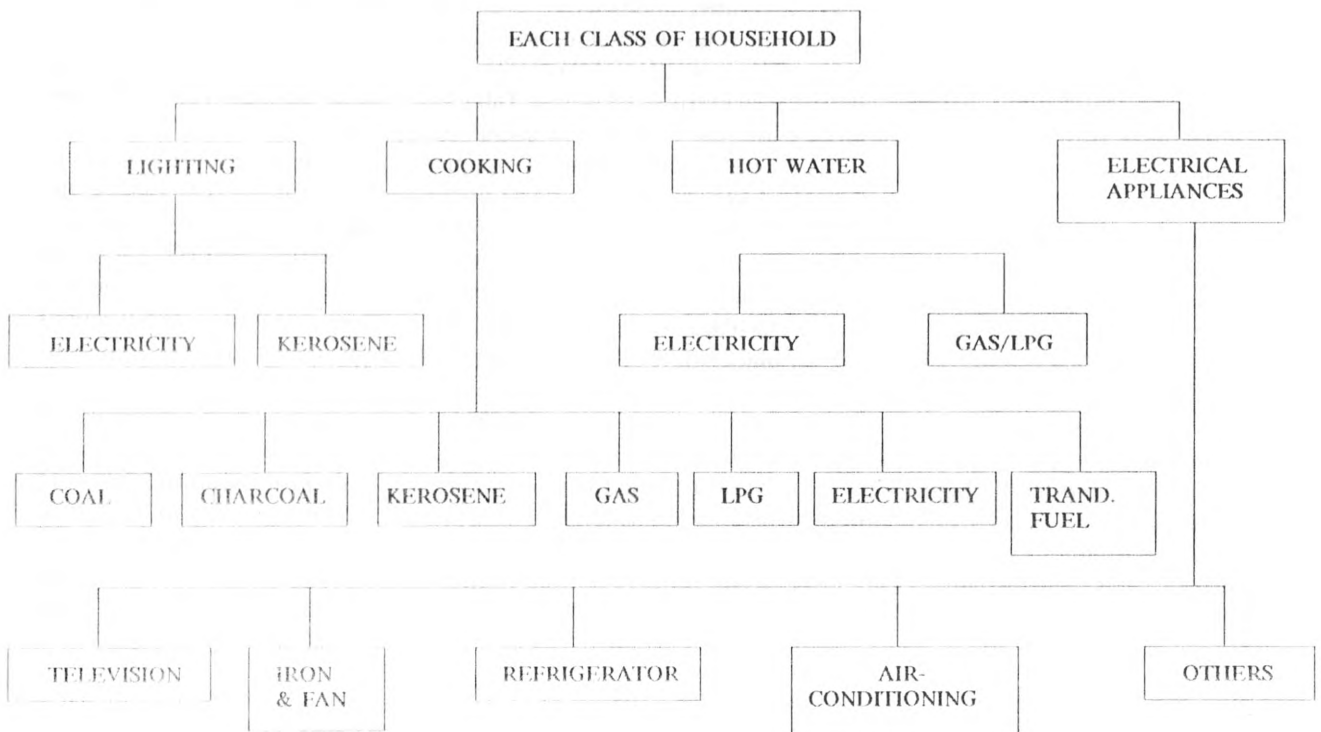 EACH CLASS OF HOUSEHOLD
LIGHTING
COOKING
HOT WATER
ELECTRICAL
APPLIANCES
ELECTRICITY
KEROSENE
ELECTRICITY
GAS/LPG
COAL
CHARCOAL
KEROSENE
GAS
LPG
ELECTRICITY
TRAND.
FUEL
TELEVISION
IRON
& FAN
REFRIGERATOR
AIR-
CONDITIONING
OTHERS